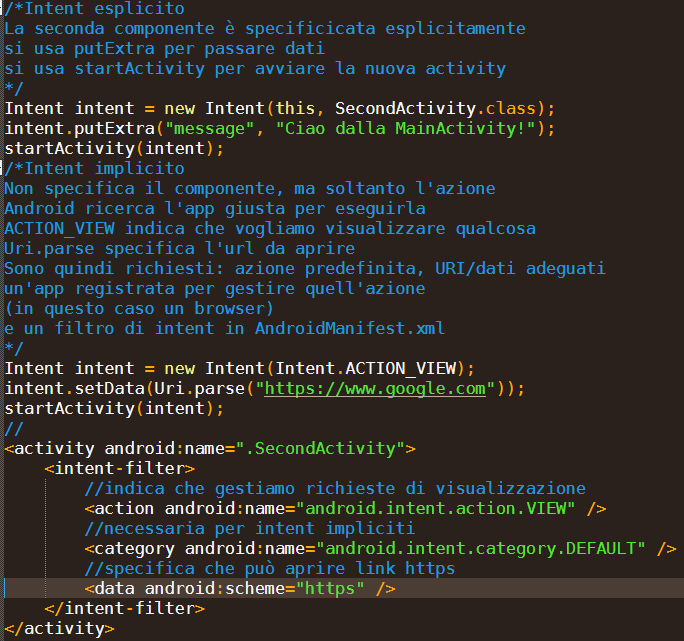 /*Intent esplicito
La seconda componente è specificicata esplicitamente
si usa putExtra per passare dati
si usa startActivity per avviare la nuova activity
*/
Intent intent = new Intent(this, SecondActivity.class);
intent.putExtra("message", "Ciao dalla MainActivity!");
startActivity(intent);
/*Intent implicito
Non specifica il componente, ma soltanto l'azione
Android ricerca l'app giusta per eseguirla
ACTION_VIEW indica che vogliamo visualizzare qualcosa
Uri.parse specifica l'url da aprire
Sono quindi richiesti: azione predefinita, URI/dati adeguati
un'app registrata per gestire quell'azione
(in questo caso un browser)
e un filtro di intent in AndroidManifest.xml
*/
Intent intent = new Intent(Intent.ACTION_VIEW);
intent.setData(Uri.parse("https://www.google.com"));
startActivity(intent);
//
<activity android:name=".SecondActivity">
    <intent-filter>
        //indica che gestiamo richieste di visualizzazione
        <action android:name="android.intent.action.VIEW" />
        //necessaria per intent impliciti
        <category android:name="android.intent.category.DEFAULT" />
        //specifica che può aprire link https
        <data android:scheme="https" />
    </intent-filter>
</activity>